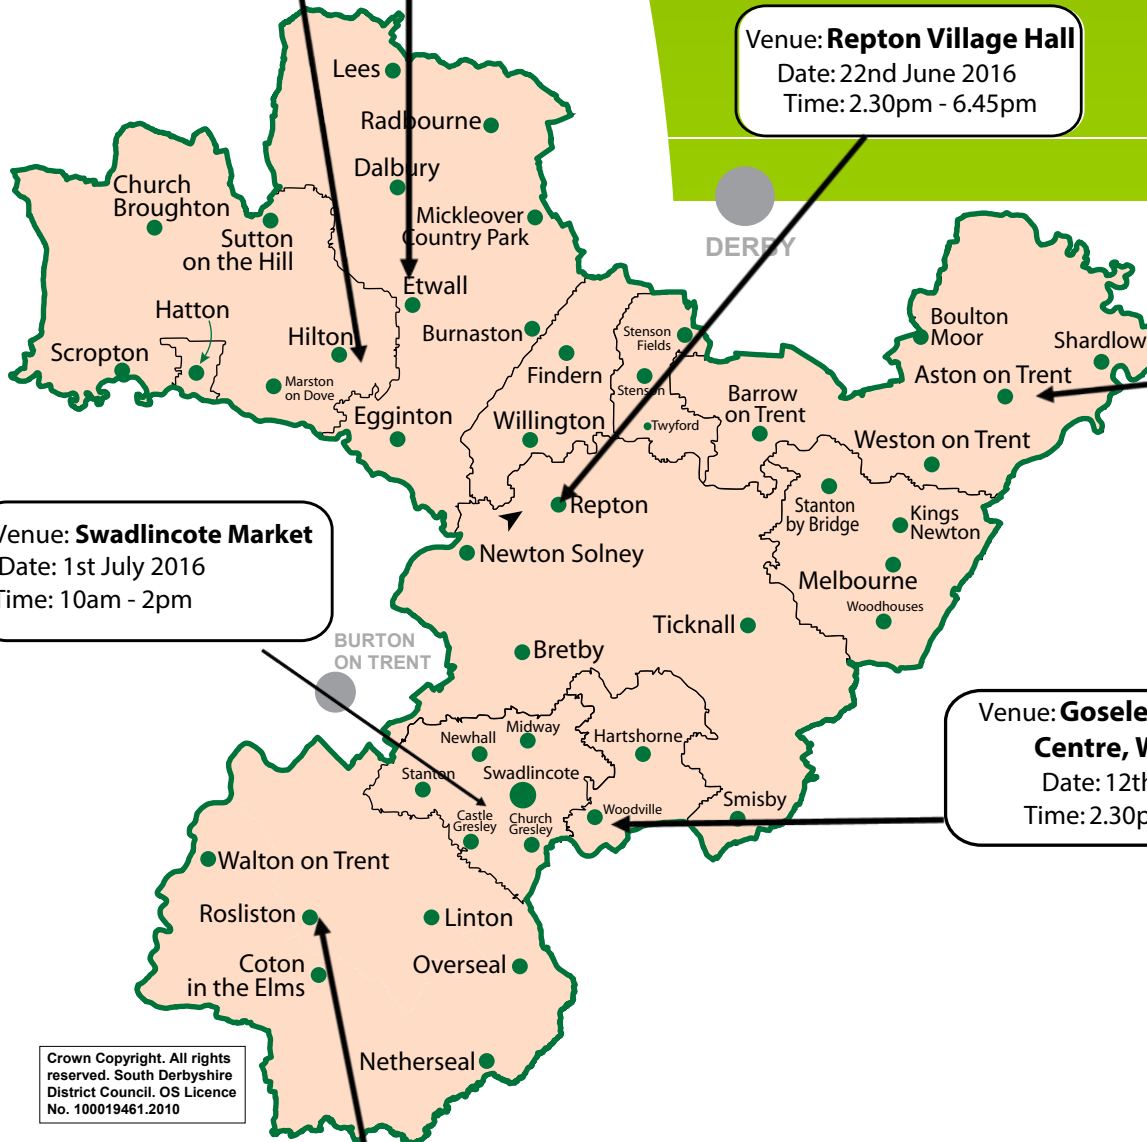 Venue: Repton Village Hall
Date: 22nd June 2016
Time: 2.30pm - 6.45pm
Lees
Radbourne
Dalbury
Church
Broughton
Mickleover
Country Park
Sutton
on the Hill
DERBY
Etwall
Hatton
Burnaston
Hilton
Stenson
Fields
Boulton
Moor
Shardlow
Scropton
Findern
Aston on Trent
Marston
on Dove
Stenson
Barrow
on Trent
Egginton
Willington
Twyford
Weston on Trent
Repton
Stanton
by Bridge
Kings
Newton
Venue: Swadlincote Market
Date: 1st July 2016
Time: 10am - 2pm
Newton Solney
Melbourne
Woodhouses
Ticknall
BURTON
ON TRENT
Bretby
Venue: Gosele
Centre, W
Date: 12th
Time: 2.30p
Midway
Newhall
Hartshorne
Stanton
Swadlincote
Smisby
Woodville
Castle
Gresley
Church
Gresley
Walton on Trent
Rosliston
Linton
Coton
in the Elms
Overseal
Netherseal
Crown Copyright. All rights
reserved. South Derbyshire
District Council. OS Licence
No. 100019461.2010